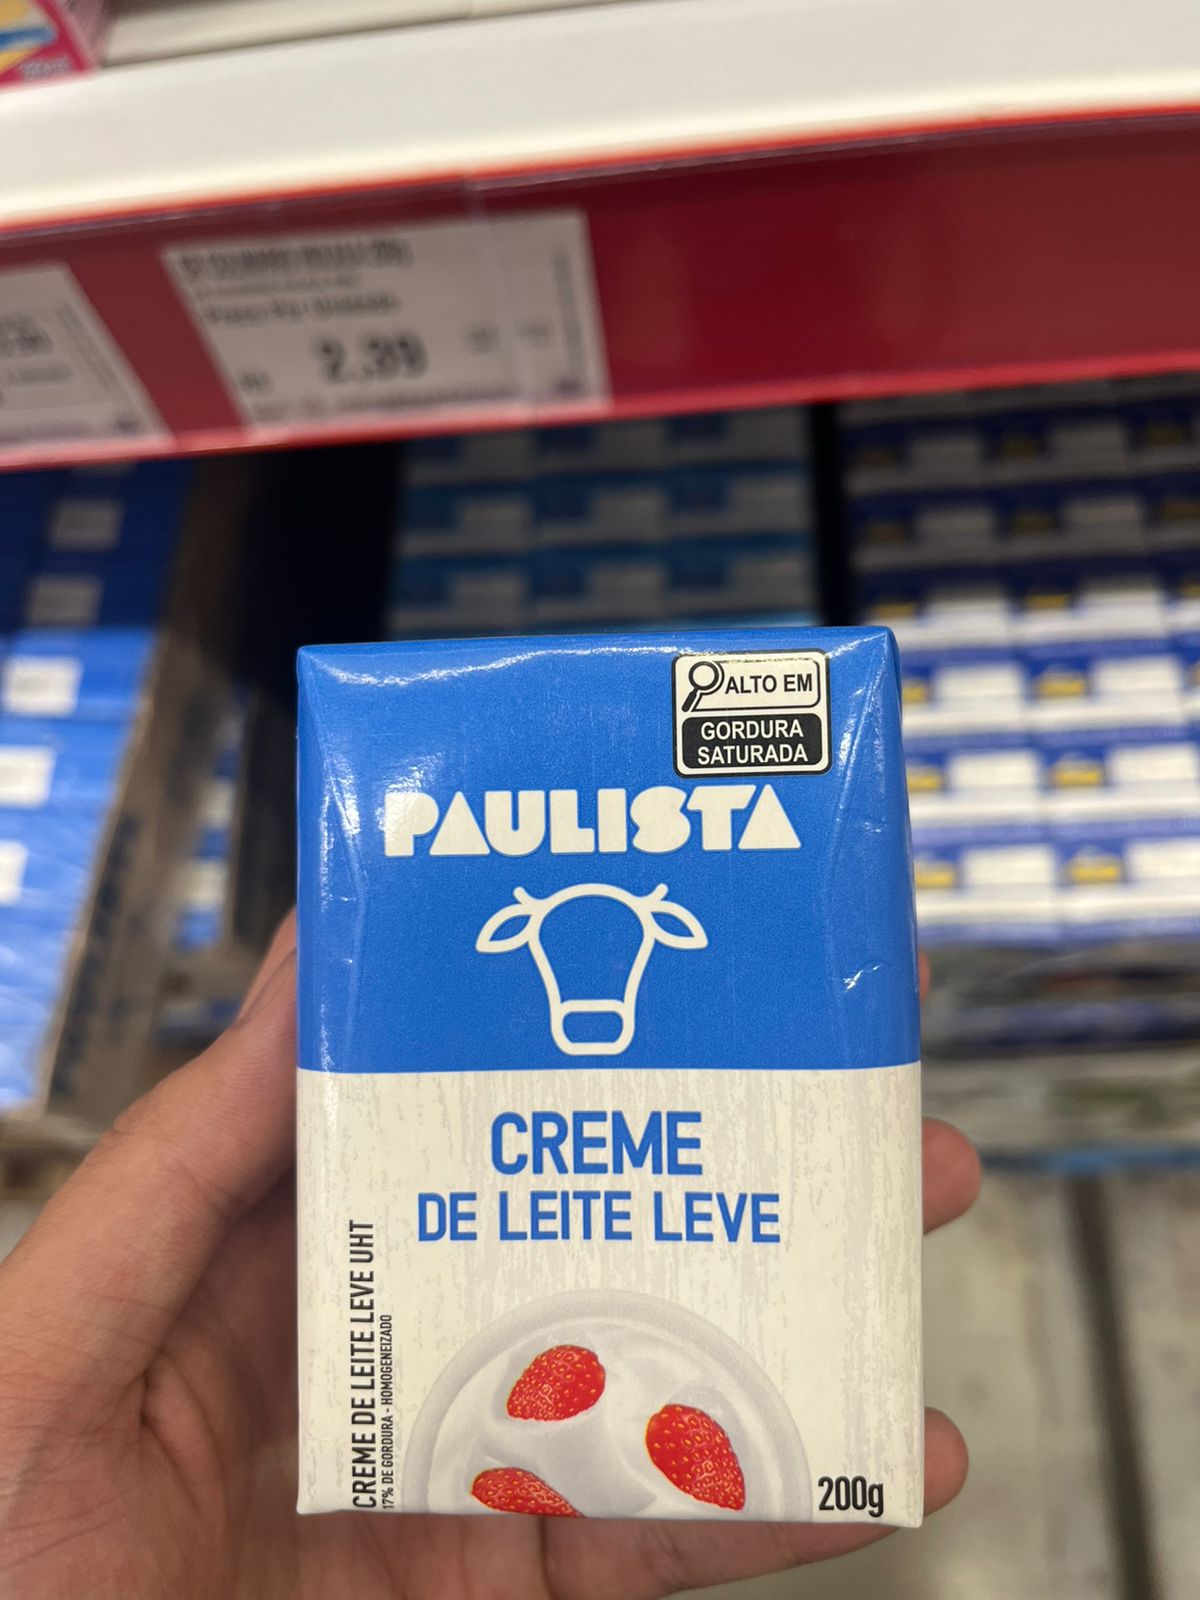 2,39
ALTO EM
GORDURA
SATURADA
PAULISTA
CREME
DE LEITE LEVE
CREME DE LEITE LEVE UHT
17% DE GORDURA - HOMOGENEIZADO
200g